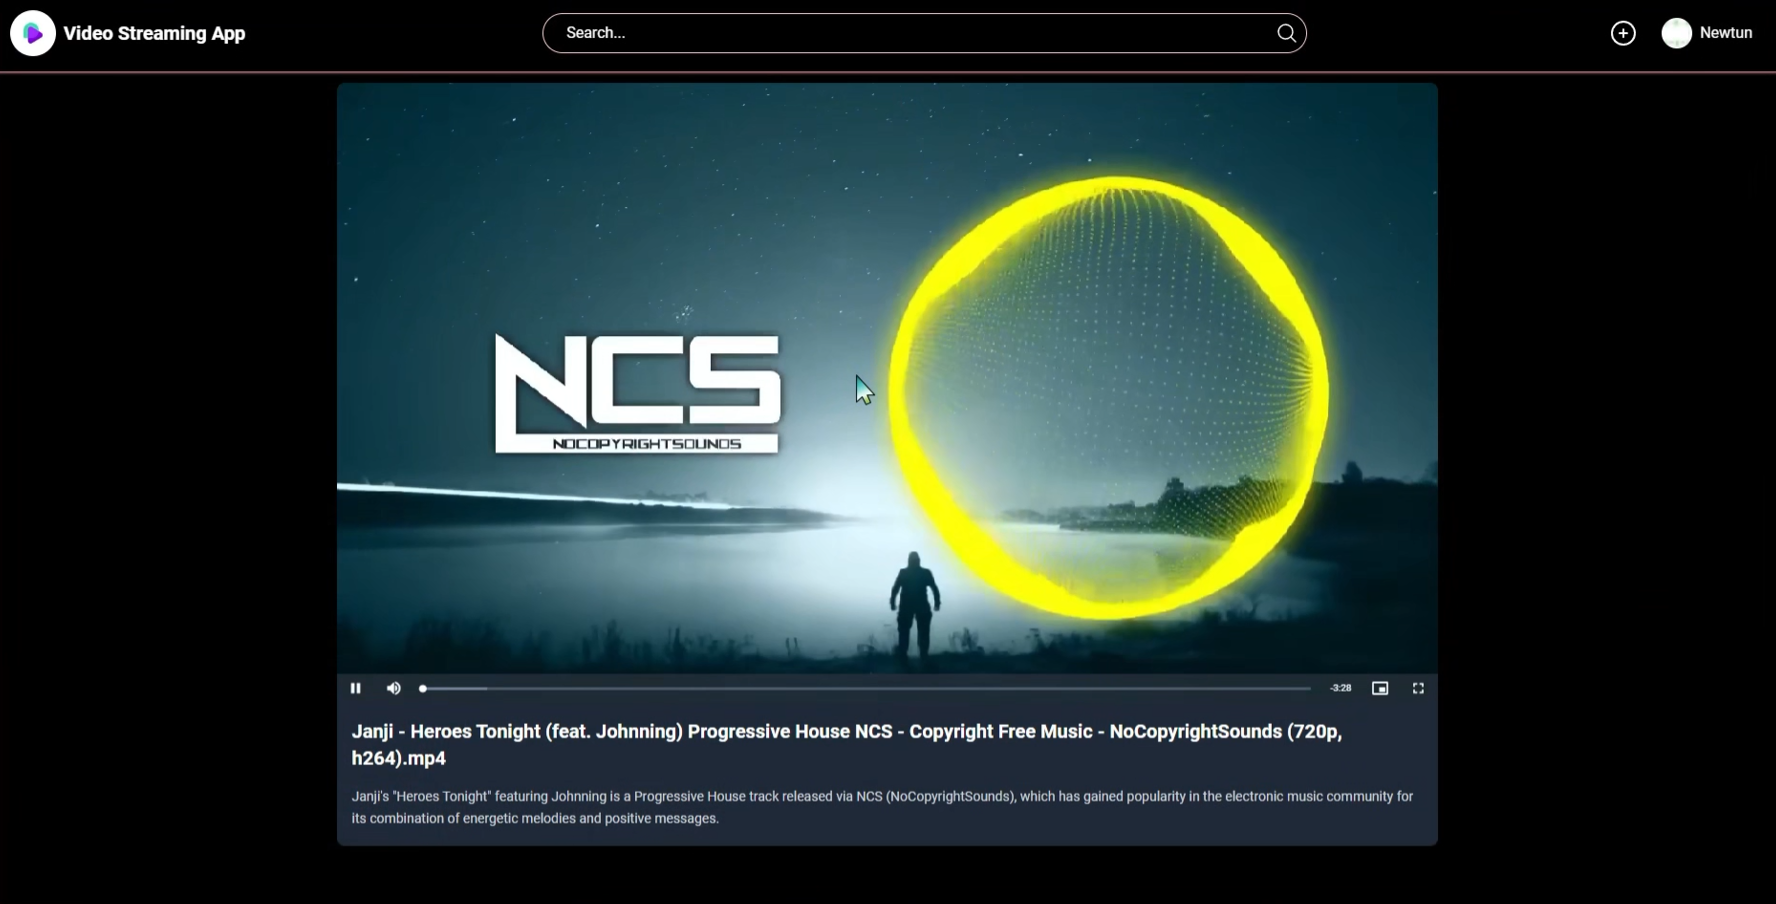 Video Streaming App
Search...
Newtun
NCS
NOCOPYRIGHTSOUNDS
-3:28
Janji - Heroes Tonight (feat. Johnning) Progressive House NCS - Copyright Free Music - NoCopyrightSounds (720p,
h264).mp4
Janji's "Heroes Tonight" featuring Johnning is a Progressive House track released via NCS (NoCopyrightSounds), which has gained popularity in the electronic music community for
its combination of energetic melodies and positive messages.